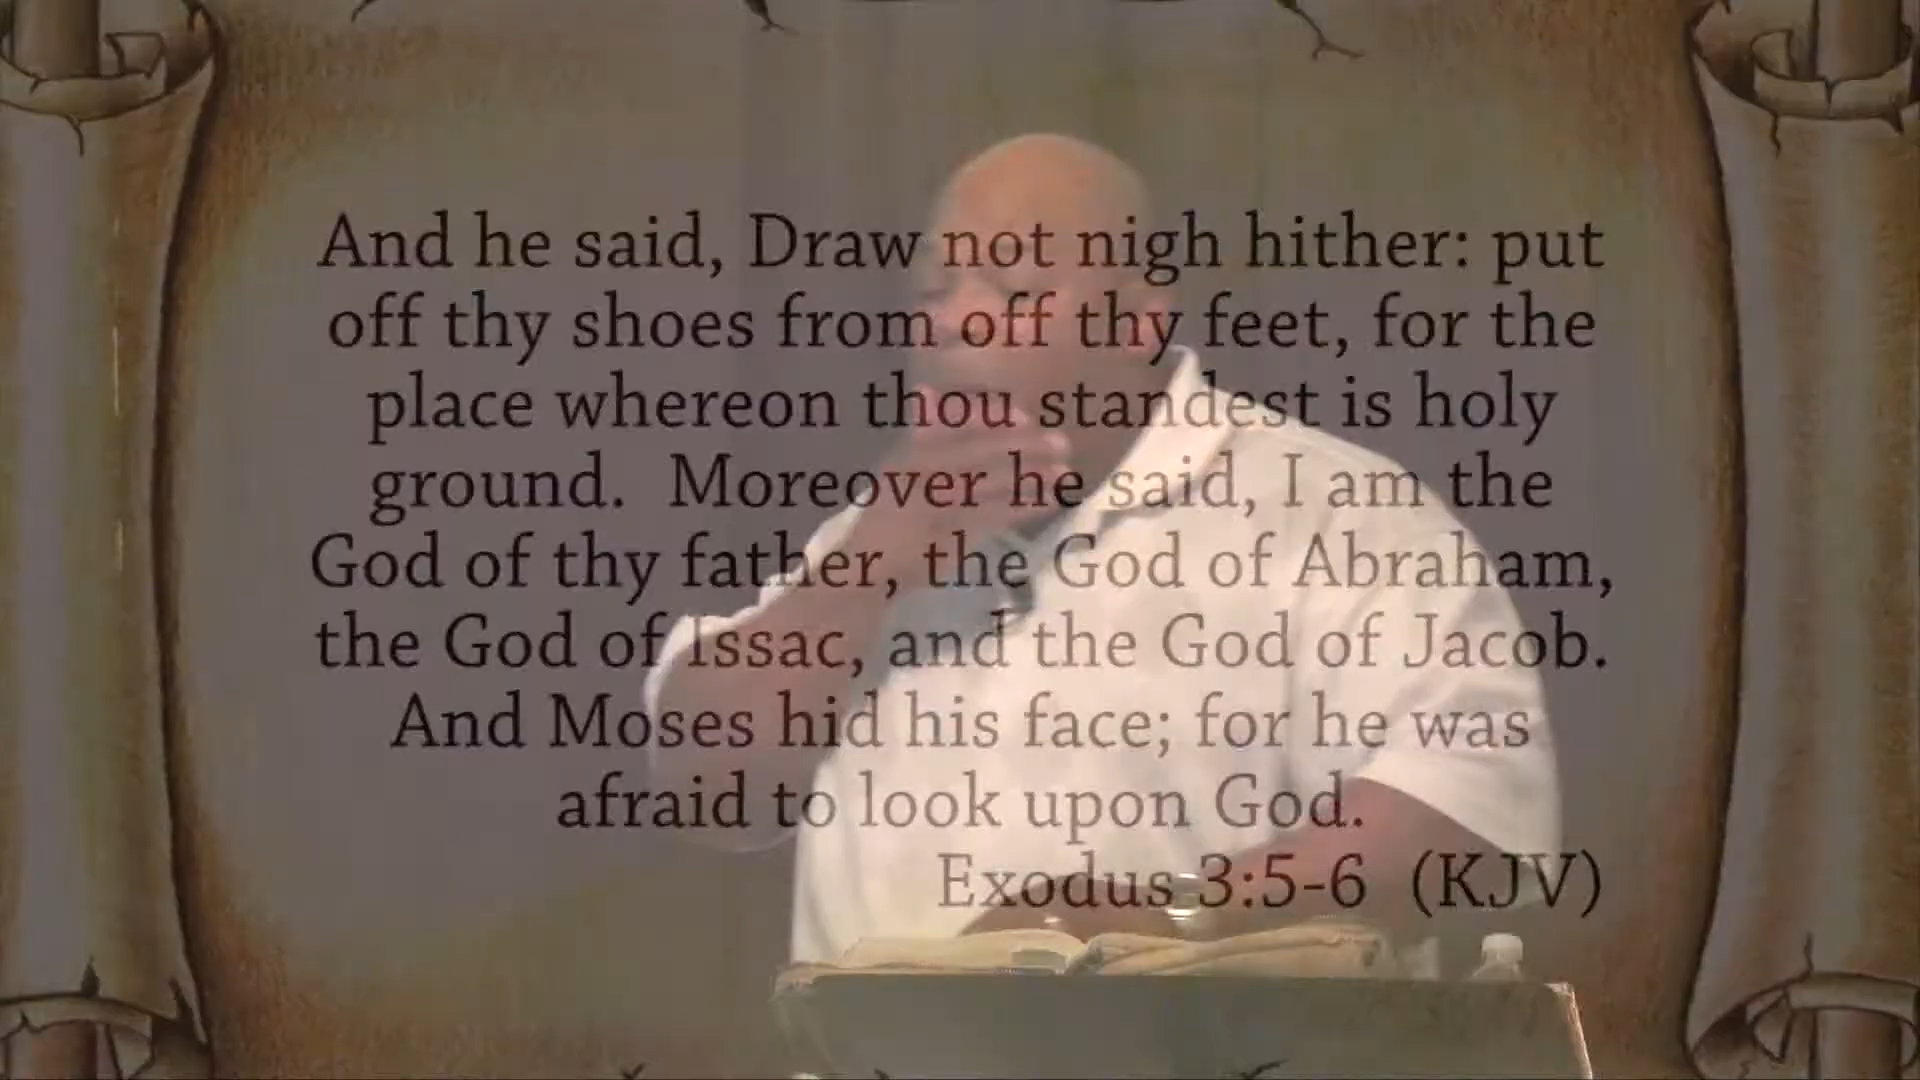 And he said, Draw not nigh hither: put
off thy shoes from off thy feet, for the
place whereon thou standest is holy
ground.  Moreover he said, I am the
God of thy father, the God of Abraham,
the God of Issac, and the God of Jacob.
And Moses hid his face; for he was
afraid to look upon God.
Exodus 3:5-6  (KJV)